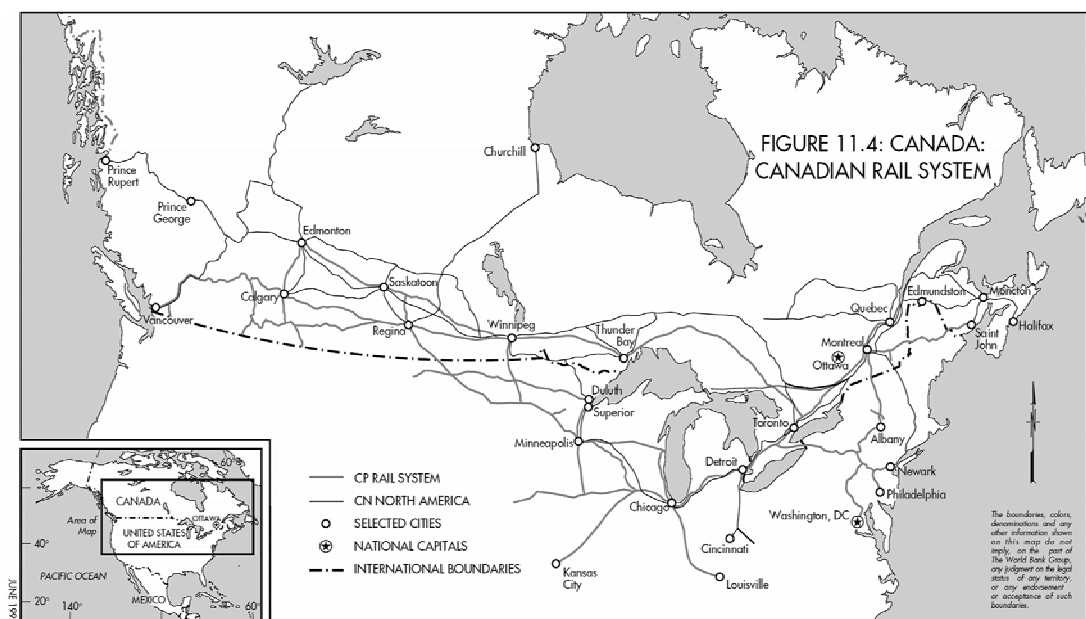 FIGURE 11.4: CANADA:
CANADIAN RAIL SYSTEM
Churchill
Prince
Rupert
Prince
George
Edmonton
Saskatoon
Calgary
Vancouver
Regina
Winnipeg
Thunder
Bay
Quebec
Edmundston
Moncton
Halifax
Saint
John
Montreal
Ottawa
Duluth
Superior
Toronto
Minneapolis
Albany
Detroit
Newark
Philadelphia
Chicago
Washington, DC
Cincinnati
Kansas
City
Louisville
CP RAIL SYSTEM
CN NORTH AMERICA
SELECTED CITIES
NATIONAL CAPITALS
INTERNATIONAL BOUNDARIES
The boundaries, colors,
denominations and any
other information shown
on this map do not
imply, on the part of
The World Bank Group,
any judgment on the legal
status of any territory,
or any endorsement
or acceptance of such
boundaries.
60°
CANADA
OTTAWA
Area of
Map
UNITED STATES
OF AMERICA
40°
PACIFIC OCEAN
MEXICO
20°
140°
60°
JUNE 199